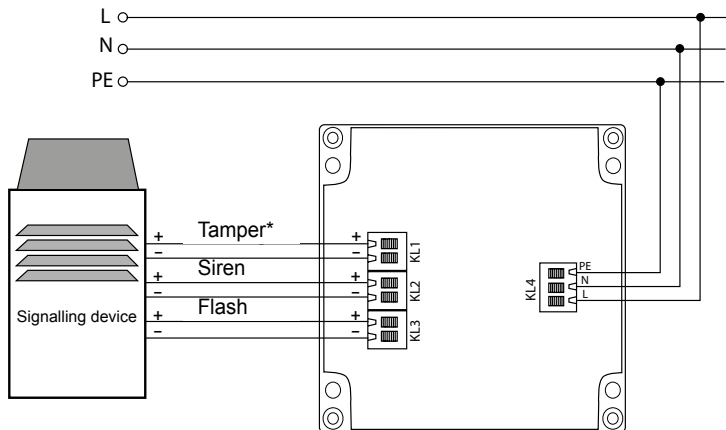 L
N
PE
Tamper*
+ +
- -
KL1
Siren
+ +
- -
KL2
Flash
+ +
- -
KL3
Signalling device
KL4
PE
N
L